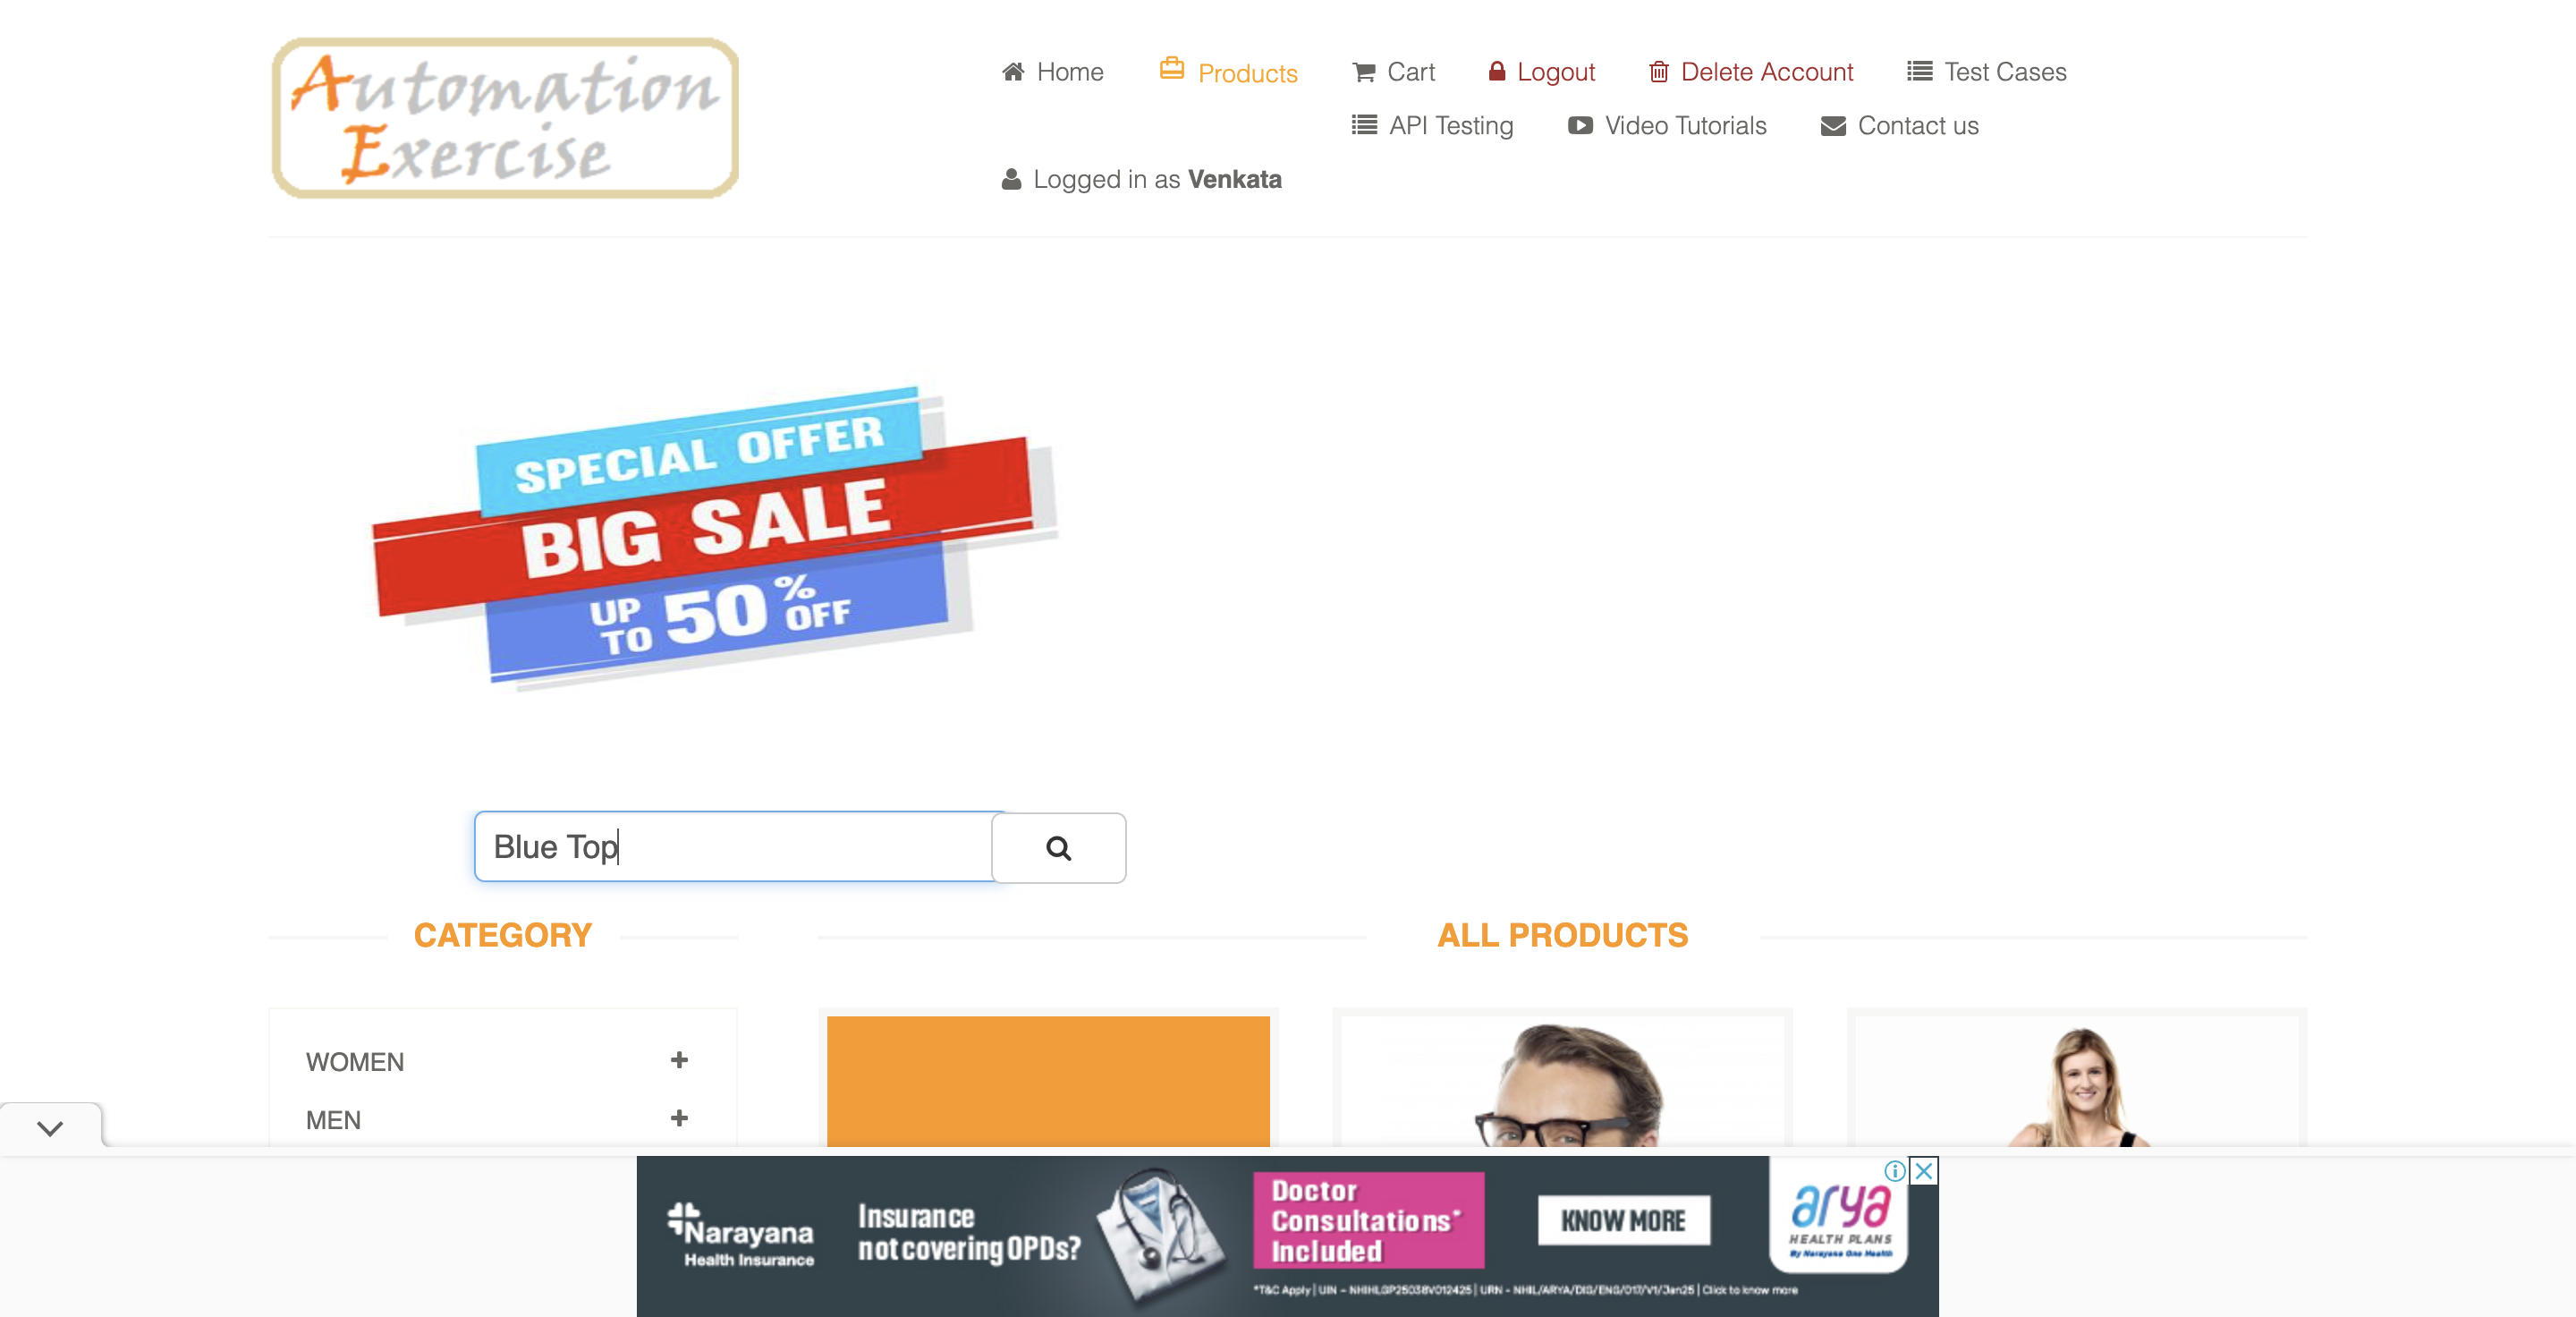 Automation
Exercise
Home
Products
Cart
Logout
Delete Account
Test Cases
API Testing
Video Tutorials
Contact us
Logged in as Venkata
SPECIAL OFFER
BIG SALE
UP TO 50% OFF
Blue Top
CATEGORY
ALL PRODUCTS
WOMEN
MEN
Narayana
Health Insurance
Insurance
not covering OPDs?
Doctor
Consultations*
Included
KNOW MORE
arya
HEALTH PLANS
By Narayana One Health
*T&C Apply | UIN - NHIHLGP25038V012425 | URN - NHIL/ARYA/DIG/ENG/017/V1/Jan25 | Click to know more